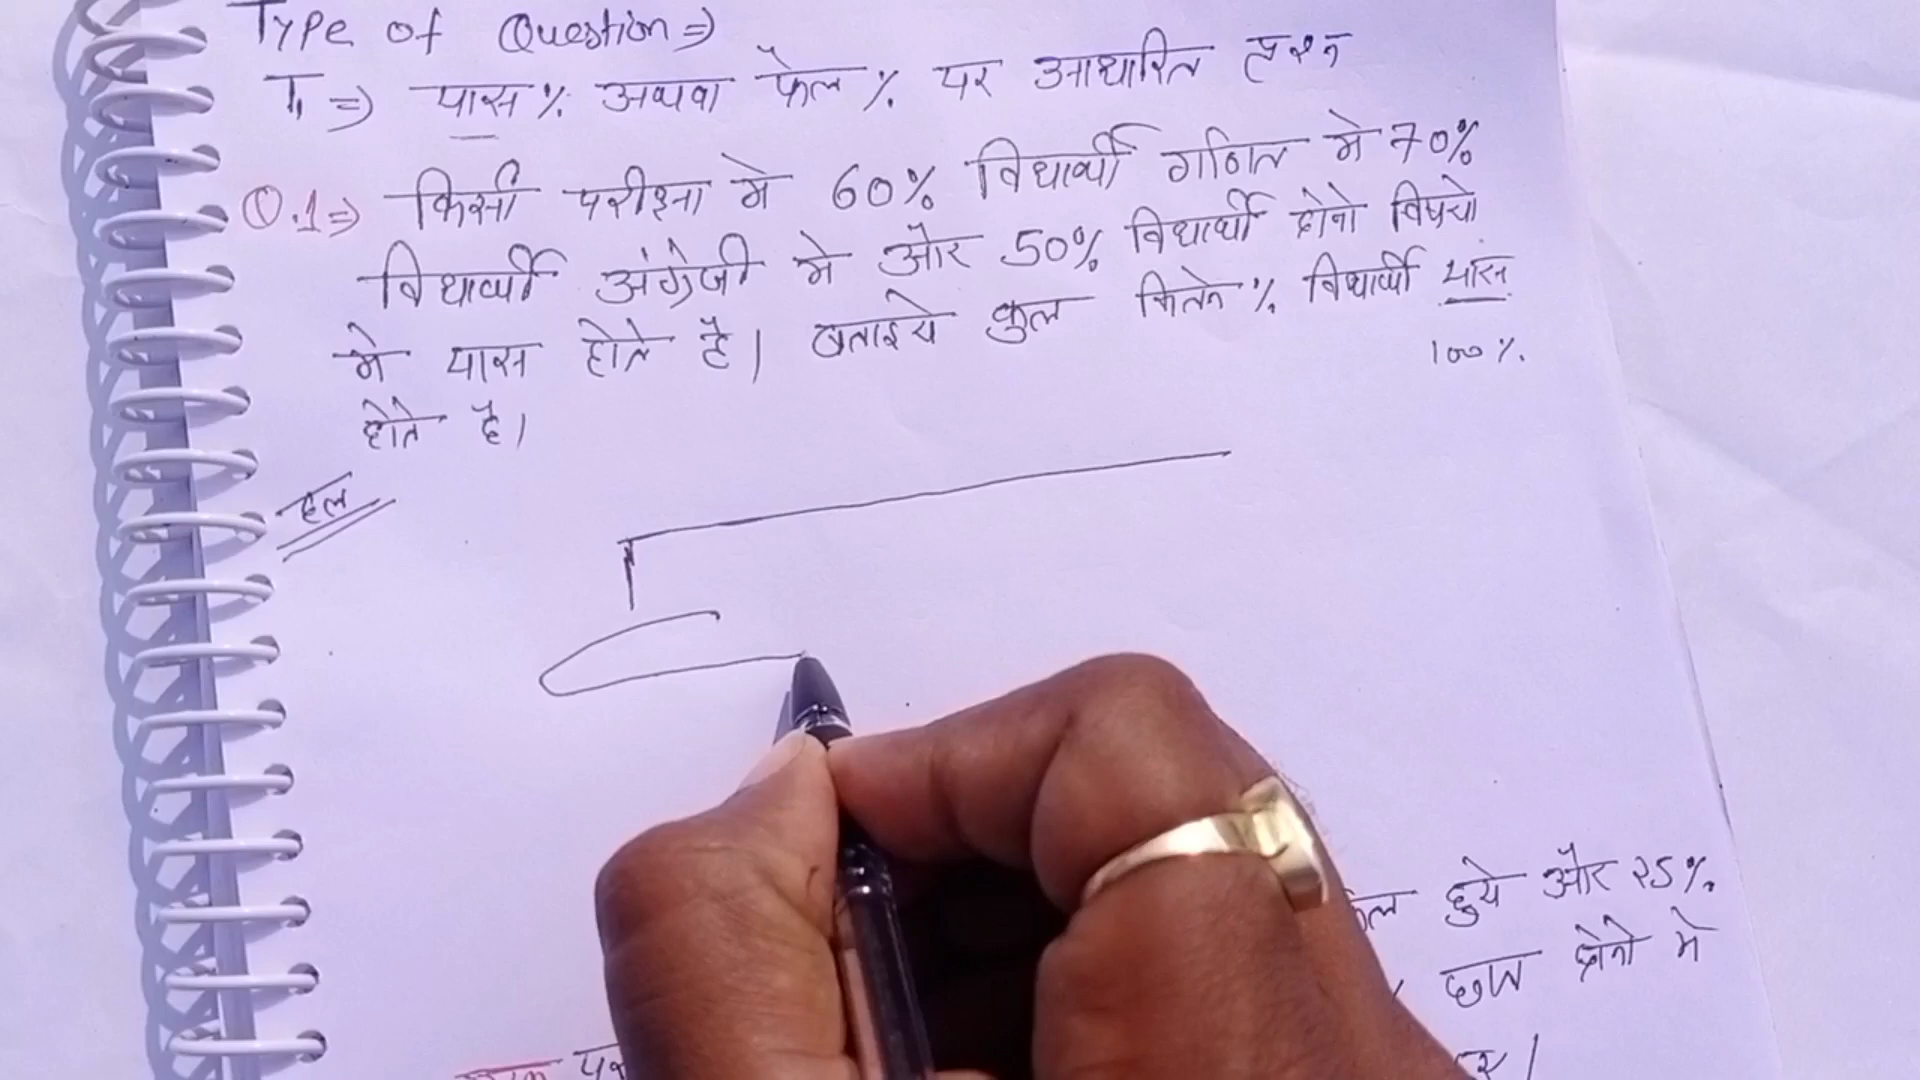 Type of Question ⇒
T₁ ⇒ पास % अथवा फेल % पर आधारित प्रश्न
Q.1 ⇒ किसी परीक्षा मे 60% विद्यार्थी गणित मे 70%
विद्यार्थी अंग्रेजी मे और 50% विद्यार्थी दोनो विषयो
मे पास होते है। बताइये कुल कितने % विद्यार्थी पास
100%.
होते है।
हल
हुये और 25%.
छात्र दोनो मे